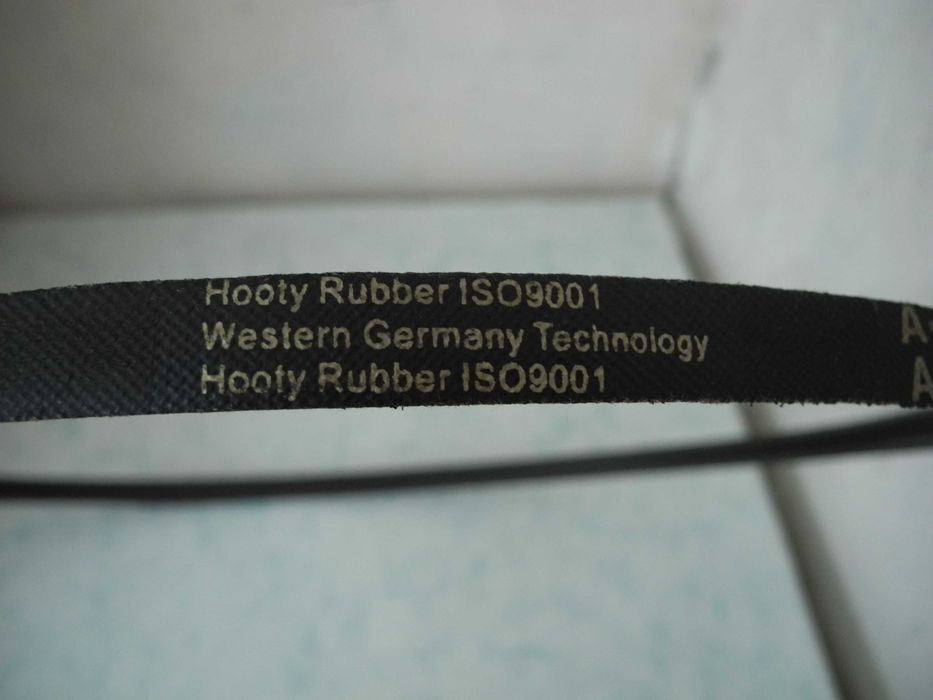 Hooty Rubber ISO9001
Western Germany Technology
Hooty Rubber ISO9001
A
A